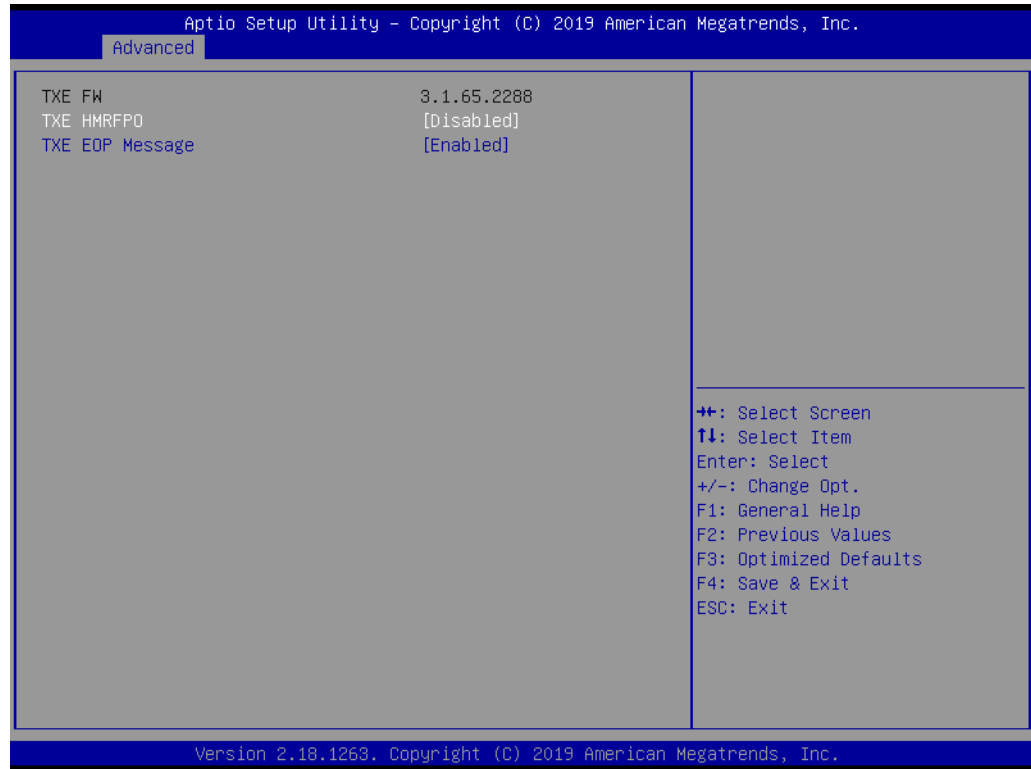 Aptio Setup Utility – Copyright (C) 2019 American Megatrends, Inc.
Advanced
TXE FW 3.1.65.2288
TXE HMRFPO [Disabled]
TXE EOP Message [Enabled]
→←: Select Screen
↑↓: Select Item
Enter: Select
+/-: Change Opt.
F1: General Help
F2: Previous Values
F3: Optimized Defaults
F4: Save & Exit
ESC: Exit
Version 2.18.1263. Copyright (C) 2019 American Megatrends, Inc.